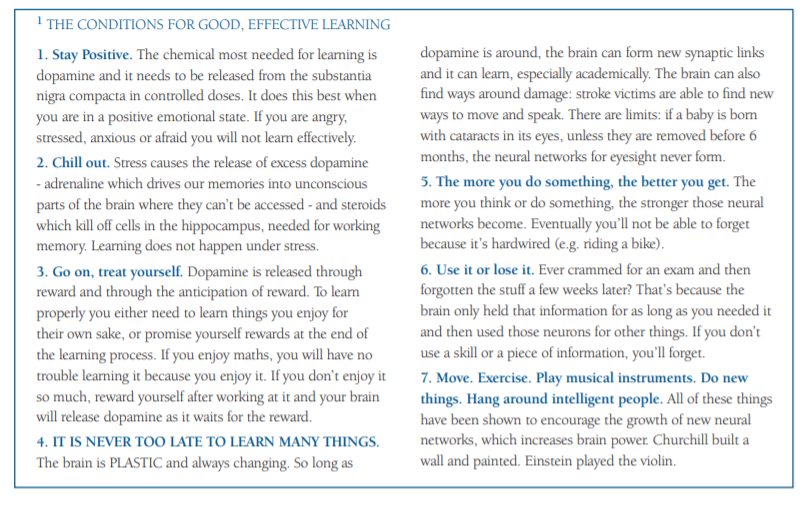 1 THE CONDITIONS FOR GOOD, EFFECTIVE LEARNING
1. Stay Positive. The chemical most needed for learning is
dopamine and it needs to be released from the substantia
nigra compacta in controlled doses. It does this best when
you are in a positive emotional state. If you are angry,
stressed, anxious or afraid you will not learn effectively.
2. Chill out. Stress causes the release of excess dopamine
- adrenaline which drives our memories into unconscious
parts of the brain where they can't be accessed - and steroids
which kill off cells in the hippocampus, needed for working
memory. Learning does not happen under stress.
3. Go on, treat yourself. Dopamine is released through
reward and through the anticipation of reward. To learn
properly you either need to learn things you enjoy for
their own sake, or promise yourself rewards at the end of
the learning process. If you enjoy maths, you will have no
trouble learning it because you enjoy it. If you don't enjoy it
so much, reward yourself after working at it and your brain
will release dopamine as it waits for the reward.
4. IT IS NEVER TOO LATE TO LEARN MANY THINGS.
The brain is PLASTIC and always changing. So long as
dopamine is around, the brain can form new synaptic links
and it can learn, especially academically. The brain can also
find ways around damage: stroke victims are able to find new
ways to move and speak. There are limits: if a baby is born
with cataracts in its eyes, unless they are removed before 6
months, the neural networks for eyesight never form.
5. The more you do something, the better you get. The
more you think or do something, the stronger those neural
networks become. Eventually you'll not be able to forget
because it's hardwired (e.g. riding a bike).
6. Use it or lose it. Ever crammed for an exam and then
forgotten the stuff a few weeks later? That's because the
brain only held that information for as long as you needed it
and then used those neurons for other things. If you don't
use a skill or a piece of information, you'll forget.
7. Move. Exercise. Play musical instruments. Do new
things. Hang around intelligent people. All of these things
have been shown to encourage the growth of new neural
networks, which increases brain power. Churchill built a
wall and painted. Einstein played the violin.